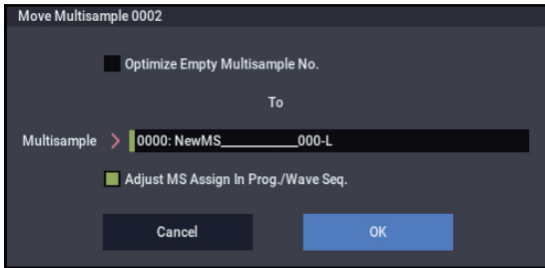 Move Multisample 0002
Optimize Empty Multisample No.
To
Multisample > 0000: NewMS____________000-L
Adjust MS Assign In Prog./Wave Seq.
Cancel OK